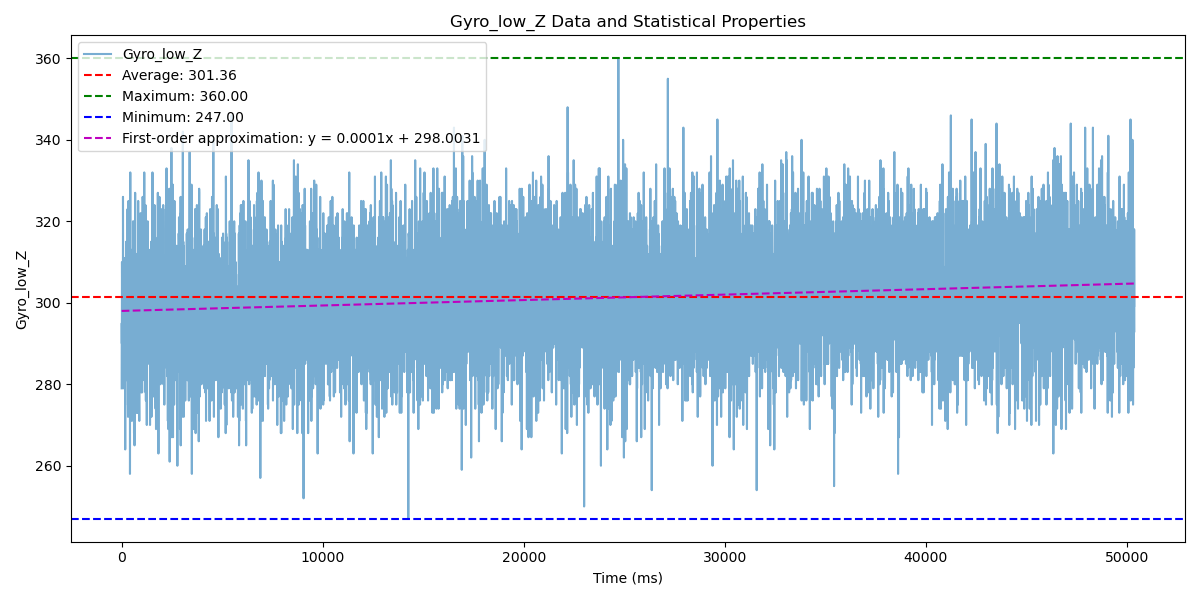 Gyro_low_Z Data and Statistical Properties
Gyro_low_Z
Average: 301.36
Maximum: 360.00
Minimum: 247.00
First-order approximation: y = 0.0001x + 298.0031
360
340
320
300
280
260
Gyro_low_Z
0 10000 20000 30000 40000 50000
Time (ms)